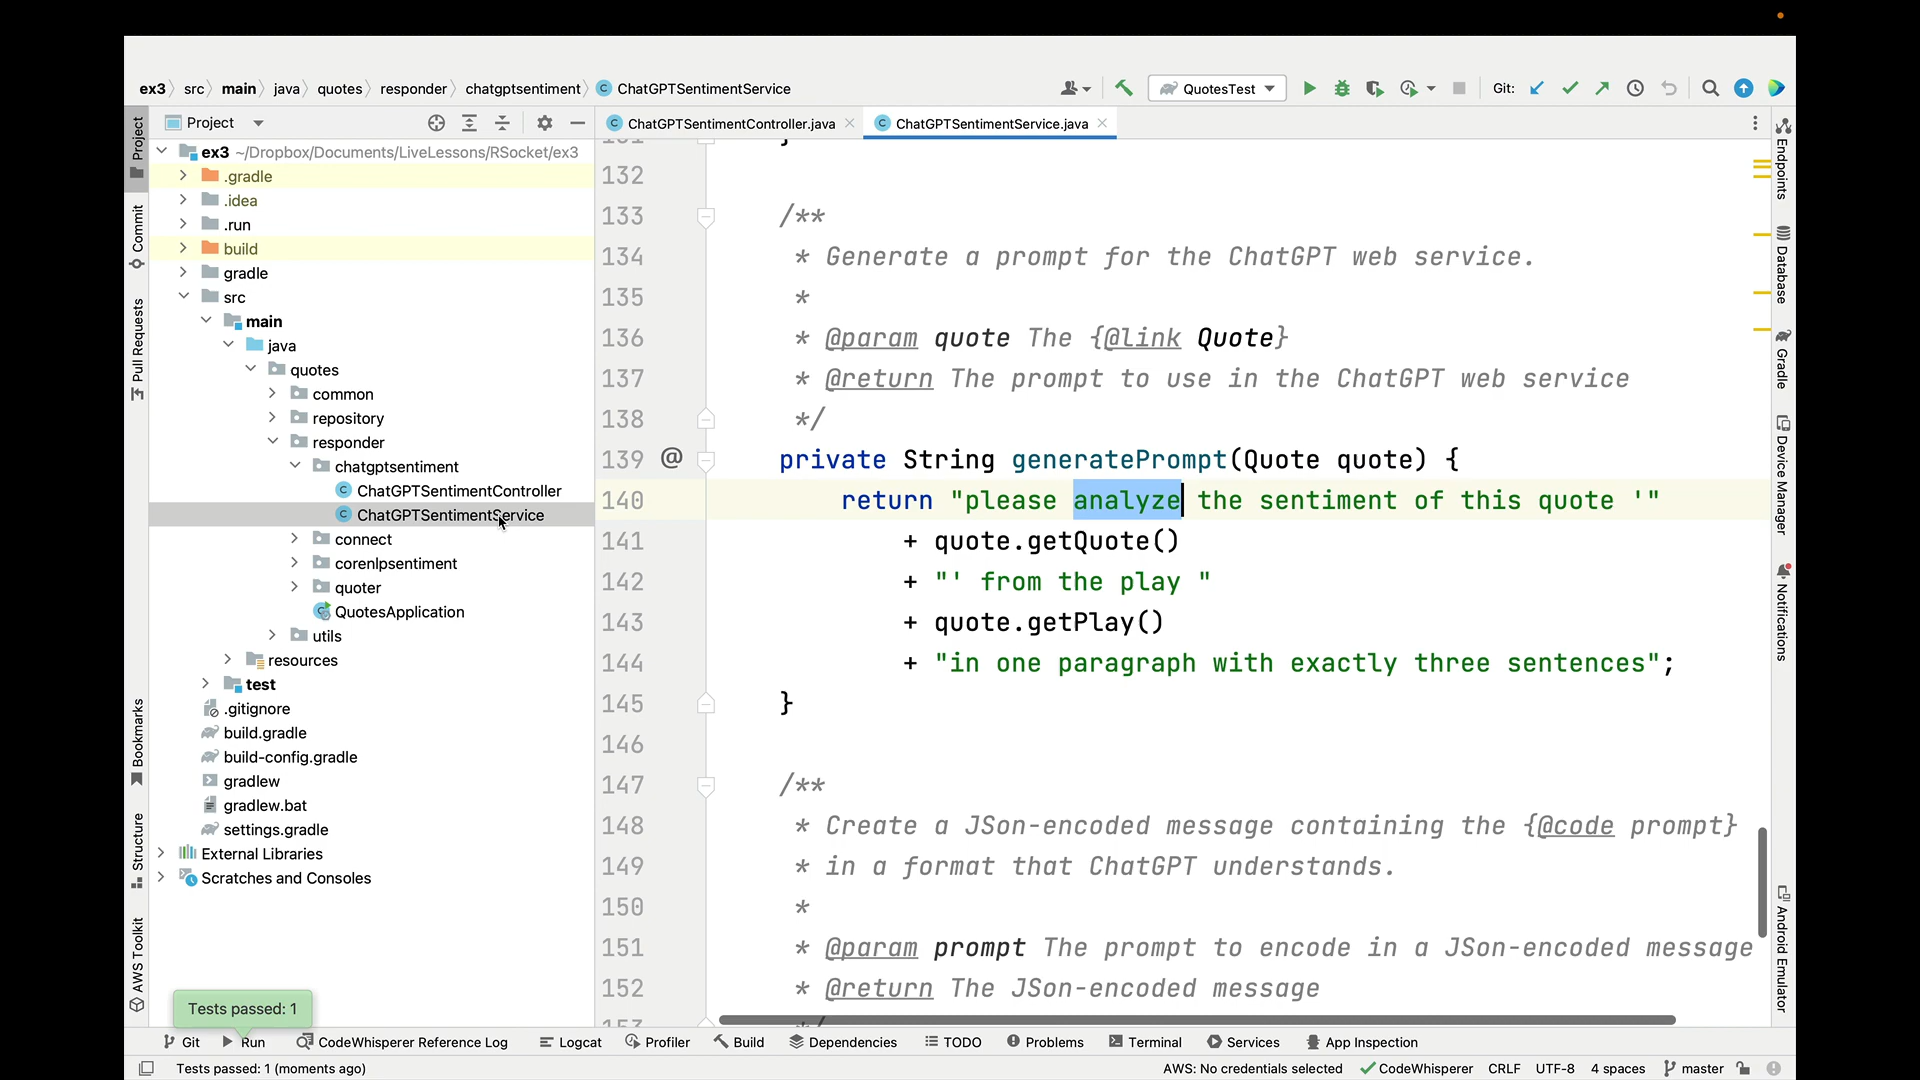 ex3 src main java quotes responder chatgptsentiment ChatGPTSentimentService
QuotesTest
Git:
Project
ChatGPTSentimentController.java
ChatGPTSentimentService.java
Project
Commit
Pull Requests
Bookmarks
Structure
AWS Toolkit
ex3 ~/Dropbox/Documents/LiveLessons/RSocket/ex3
.gradle
.idea
.run
build
gradle
src
main
java
quotes
common
repository
responder
chatgptsentiment
ChatGPTSentimentController
ChatGPTSentimentService
connect
corenlpsentiment
quoter
QuotesApplication
utils
resources
test
.gitignore
build.gradle
build-config.gradle
gradlew
gradlew.bat
settings.gradle
External Libraries
Scratches and Consoles
Tests passed: 1
132
133 /**
134 * Generate a prompt for the ChatGPT web service.
135 *
136 * @param quote The {@link Quote}
137 * @return The prompt to use in the ChatGPT web service
138 */
139 @ private String generatePrompt(Quote quote) {
140 return "please analyze the sentiment of this quote '"
141 + quote.getQuote()
142 + "' from the play "
143 + quote.getPlay()
144 + "in one paragraph with exactly three sentences";
145 }
146
147 /**
148 * Create a JSon-encoded message containing the {@code prompt}
149 * in a format that ChatGPT understands.
150 *
151 * @param prompt The prompt to encode in a JSon-encoded message
152 * @return The JSon-encoded message
Endpoints
Database
Gradle
Device Manager
Notifications
Android Emulator
Git Run CodeWhisperer Reference Log Logcat Profiler Build Dependencies TODO Problems Terminal Services App Inspection
Tests passed: 1 (moments ago) AWS: No credentials selected CodeWhisperer CRLF UTF-8 4 spaces master